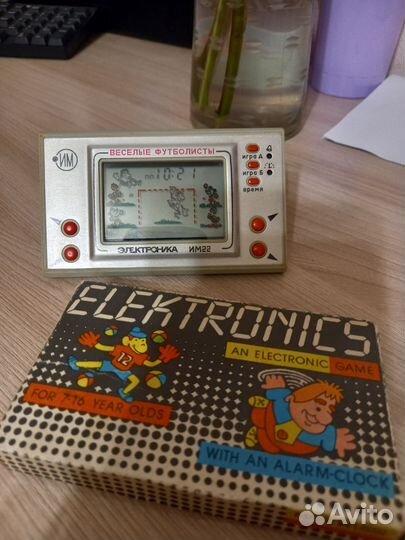 ИМ
ВЕСЕЛЫЕ ФУТБОЛИСТЫ
игра А
игра Б
время
ПП 10:21
ЭЛЕКТРОНИКА ИМ22
ELEKTRONICS
AN ELECTRONIC GAME
12
FOR 7-16 YEAR OLDS
WITH AN ALARM-CLOCK
Avito